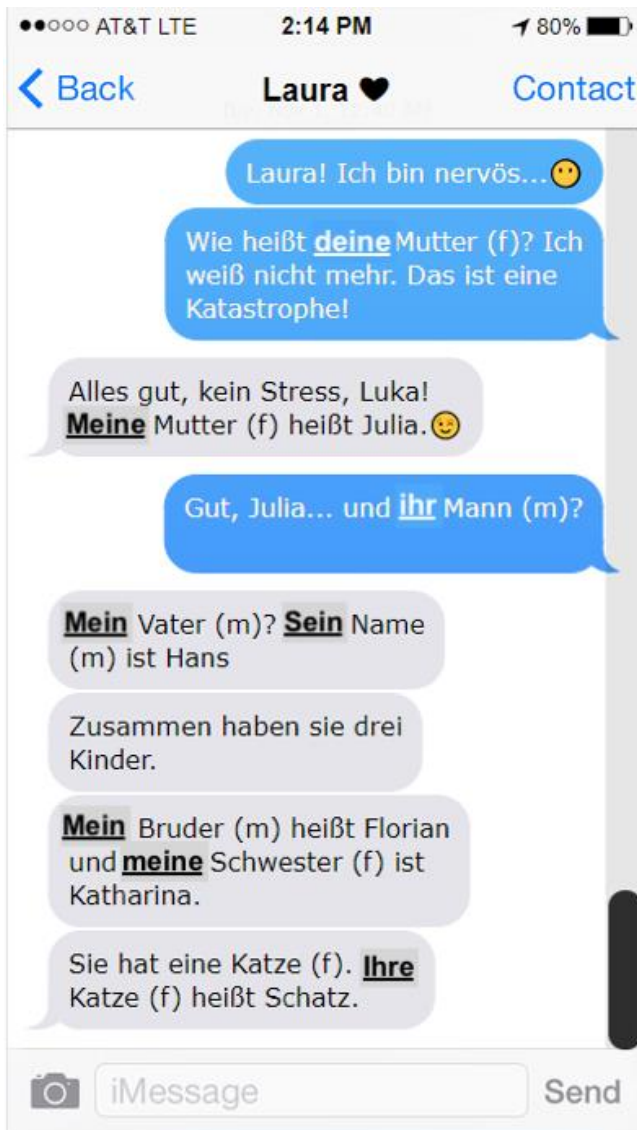 ●●○○○ AT&T LTE 2:14 PM 80%
Back Laura ♥ Contact
Laura! Ich bin nervös...😶
Wie heißt deine Mutter (f)? Ich
weiß nicht mehr. Das ist eine
Katastrophe!
Alles gut, kein Stress, Luka!
Meine Mutter (f) heißt Julia.😉
Gut, Julia... und ihr Mann (m)?
Mein Vater (m)? Sein Name
(m) ist Hans
Zusammen haben sie drei
Kinder.
Mein Bruder (m) heißt Florian
und meine Schwester (f) ist
Katharina.
Sie hat eine Katze (f). Ihre
Katze (f) heißt Schatz.
iMessage Send